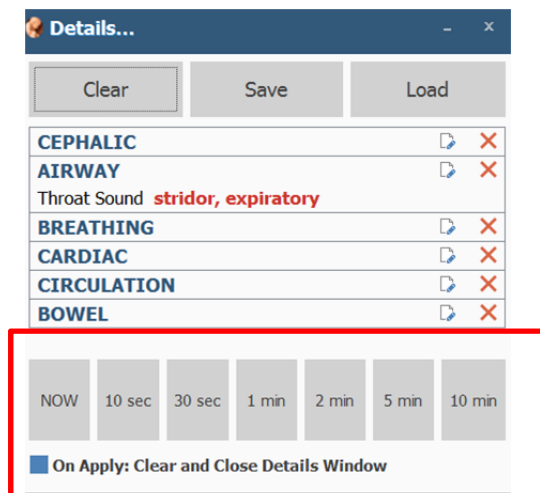 Details...
Clear Save Load
CEPHALIC
AIRWAY
Throat Sound stridor, expiratory
BREATHING
CARDIAC
CIRCULATION
BOWEL
NOW 10 sec 30 sec 1 min 2 min 5 min 10 min
On Apply: Clear and Close Details Window